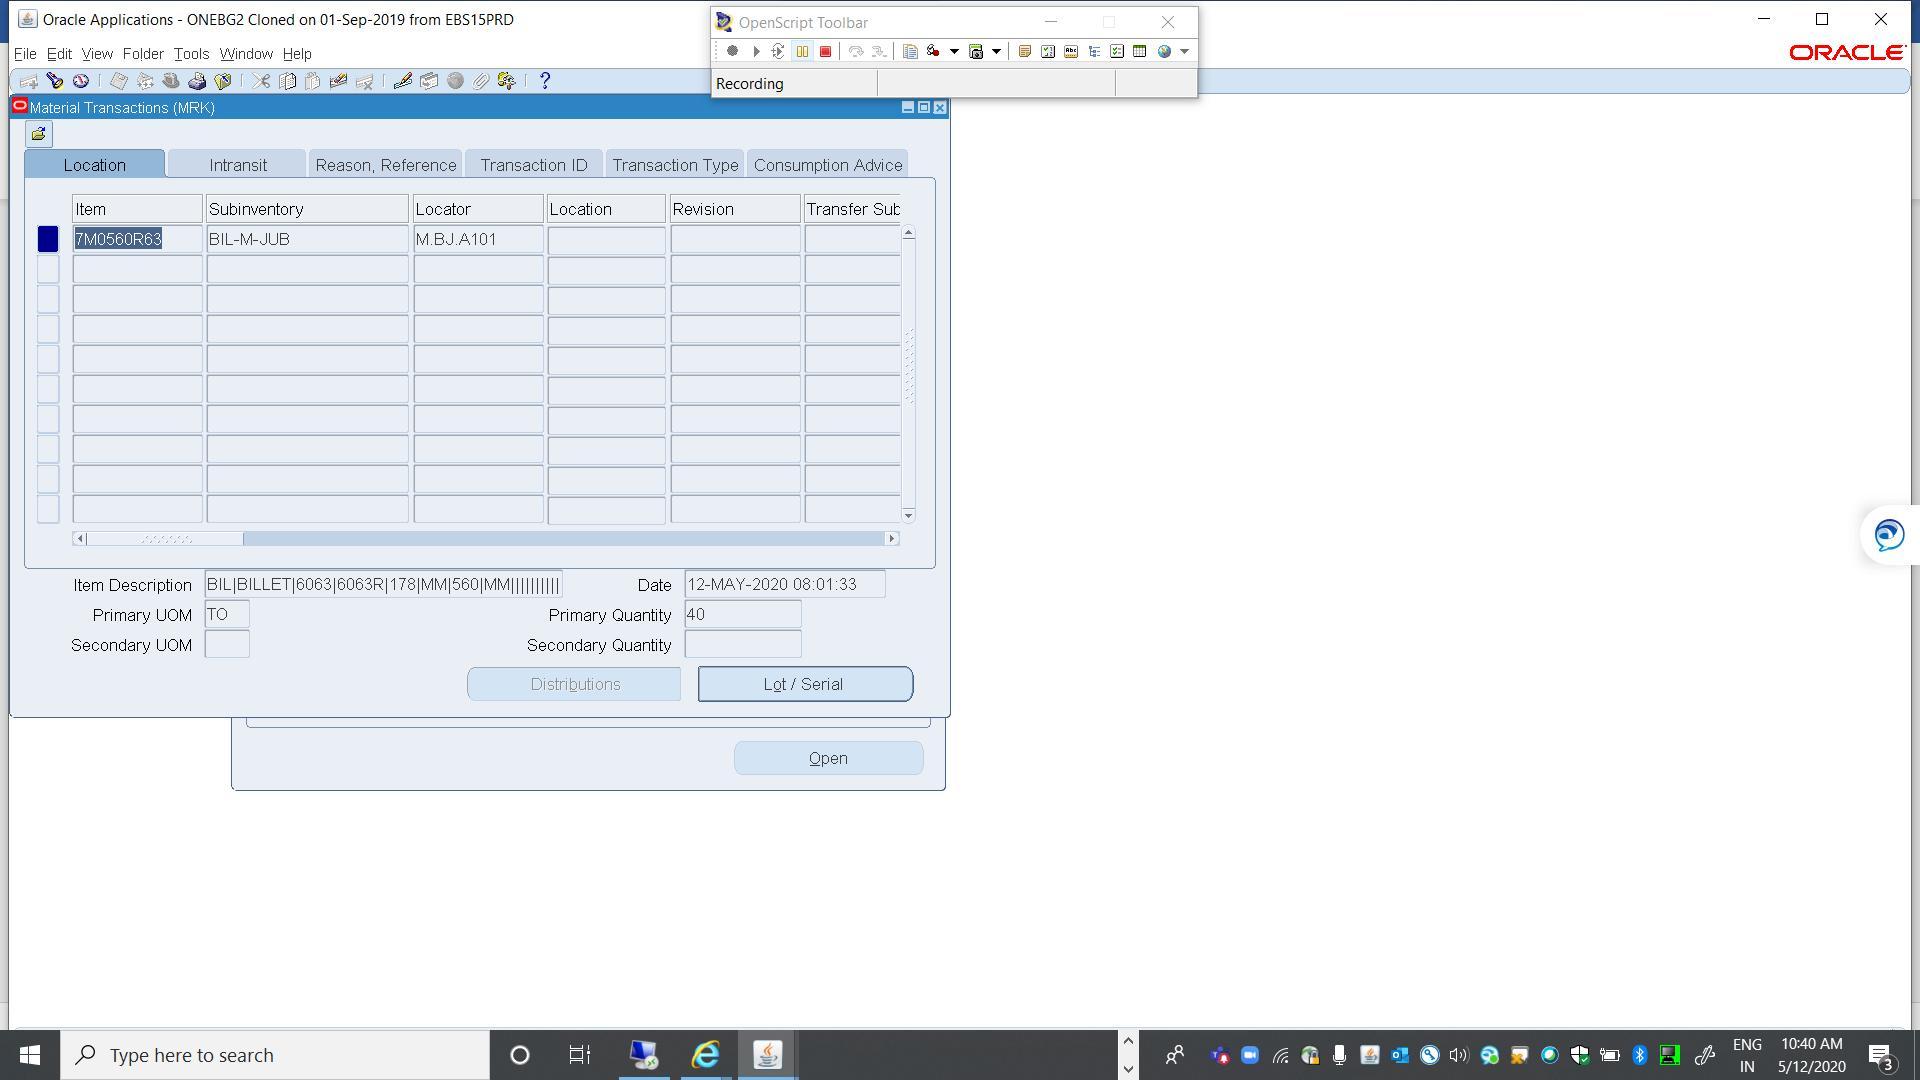 Oracle Applications - ONEBG2 Cloned on 01-Sep-2019 from EBS15PRD
OpenScript Toolbar
File Edit View Folder Tools Window Help
ORACLE
Recording
Material Transactions (MRK)
Location Intransit Reason, Reference Transaction ID Transaction Type Consumption Advice
Item Subinventory Locator Location Revision Transfer Sub
7M0560R63 BIL-M-JUB M.BJ.A101
Item Description BIL|BILLET|6063|6063R|178|MM|560|MM|||||||||| Date 12-MAY-2020 08:01:33
Primary UOM TO Primary Quantity 40
Secondary UOM Secondary Quantity
Distributions Lot / Serial
Open
Type here to search
ENG
IN
10:40 AM
5/12/2020
3